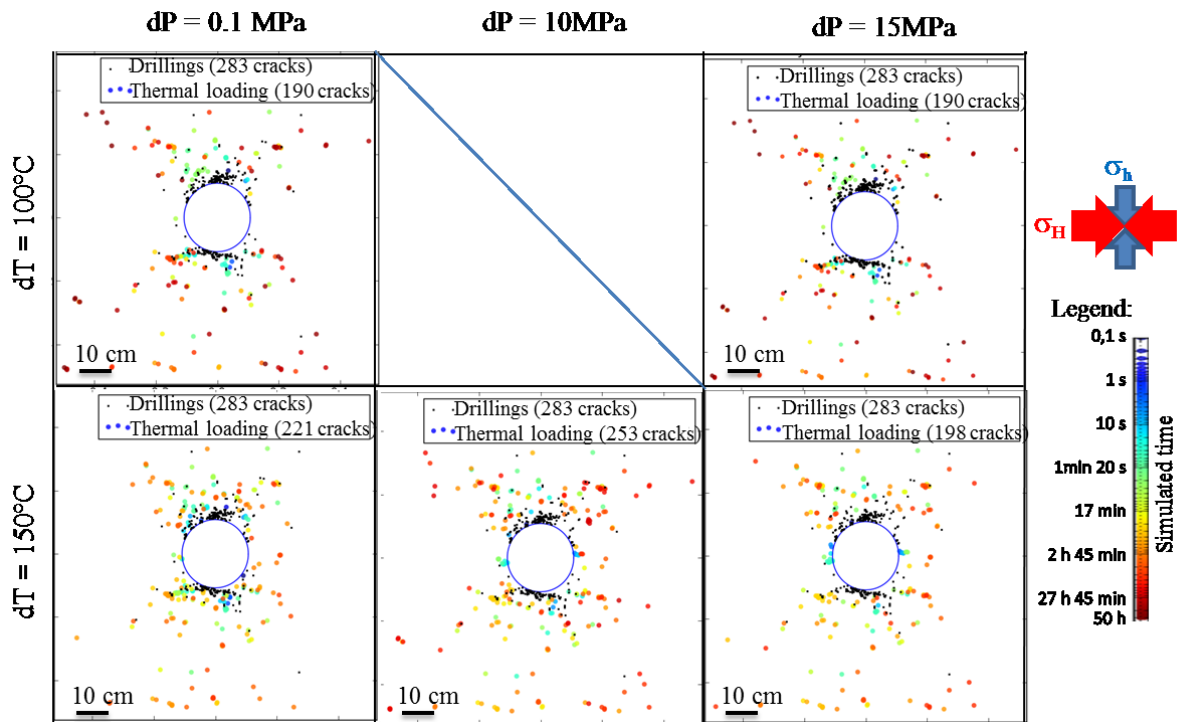 dP = 0.1 MPa
dP = 10MPa
dP = 15MPa
Drillings (283 cracks)
Thermal loading (190 cracks)
Drillings (283 cracks)
Thermal loading (190 cracks)
dT = 100°C
10 cm
10 cm
σh
σH
Legend:
0,1 s
1 s
10 s
1min 20 s
17 min
2 h 45 min
27 h 45 min
50 h
Simulated time
Drillings (283 cracks)
Thermal loading (221 cracks)
Drillings (283 cracks)
Thermal loading (253 cracks)
Drillings (283 cracks)
Thermal loading (198 cracks)
dT = 150°C
10 cm
10 cm
10 cm